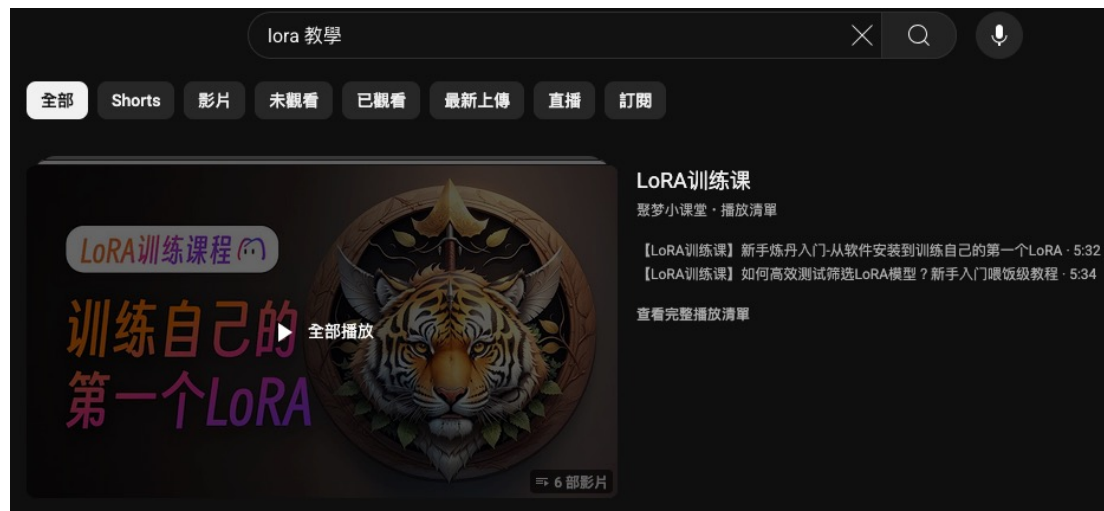 lora 教學
全部 Shorts 影片 未觀看 已觀看 最新上傳 直播 訂閱
LoRA训练课程
训练自己的
第一个LoRA
全部播放
6 部影片
LoRA训练课
聚梦小课堂 · 播放清單
【LoRA训练课】新手炼丹入门-从软件安装到训练自己的第一个LoRA · 5:32
【LoRA训练课】如何高效测试筛选LoRA模型？新手入门喂饭级教程 · 5:34
查看完整播放清單